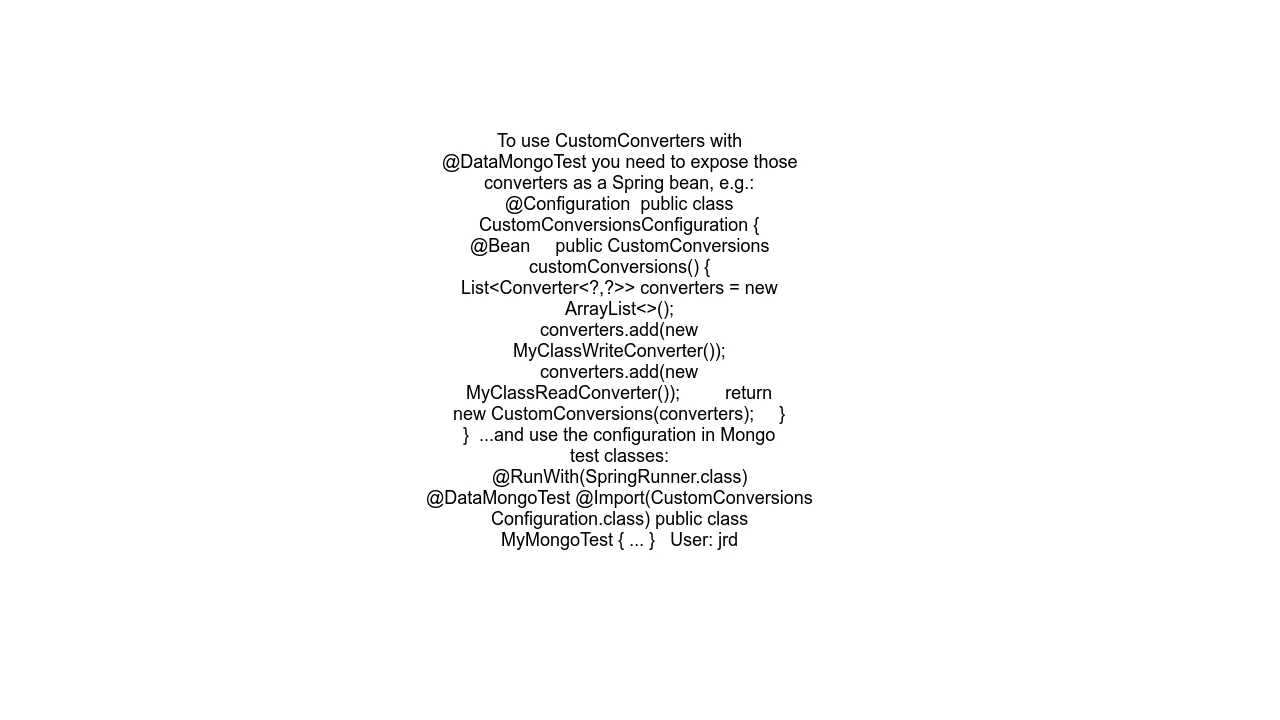 To use CustomConverters with
@DataMongoTest you need to expose those
converters as a Spring bean, e.g.:
@Configuration  public class
CustomConversionsConfiguration {
@Bean     public CustomConversions
customConversions() {
List<Converter<?,?>> converters = new
ArrayList<>();
converters.add(new
MyClassWriteConverter());
converters.add(new
MyClassReadConverter());         return
new CustomConversions(converters);     }
}  ...and use the configuration in Mongo
test classes:
@RunWith(SpringRunner.class)
@DataMongoTest @Import(CustomConversions
Configuration.class) public class
MyMongoTest { ... }   User: jrd